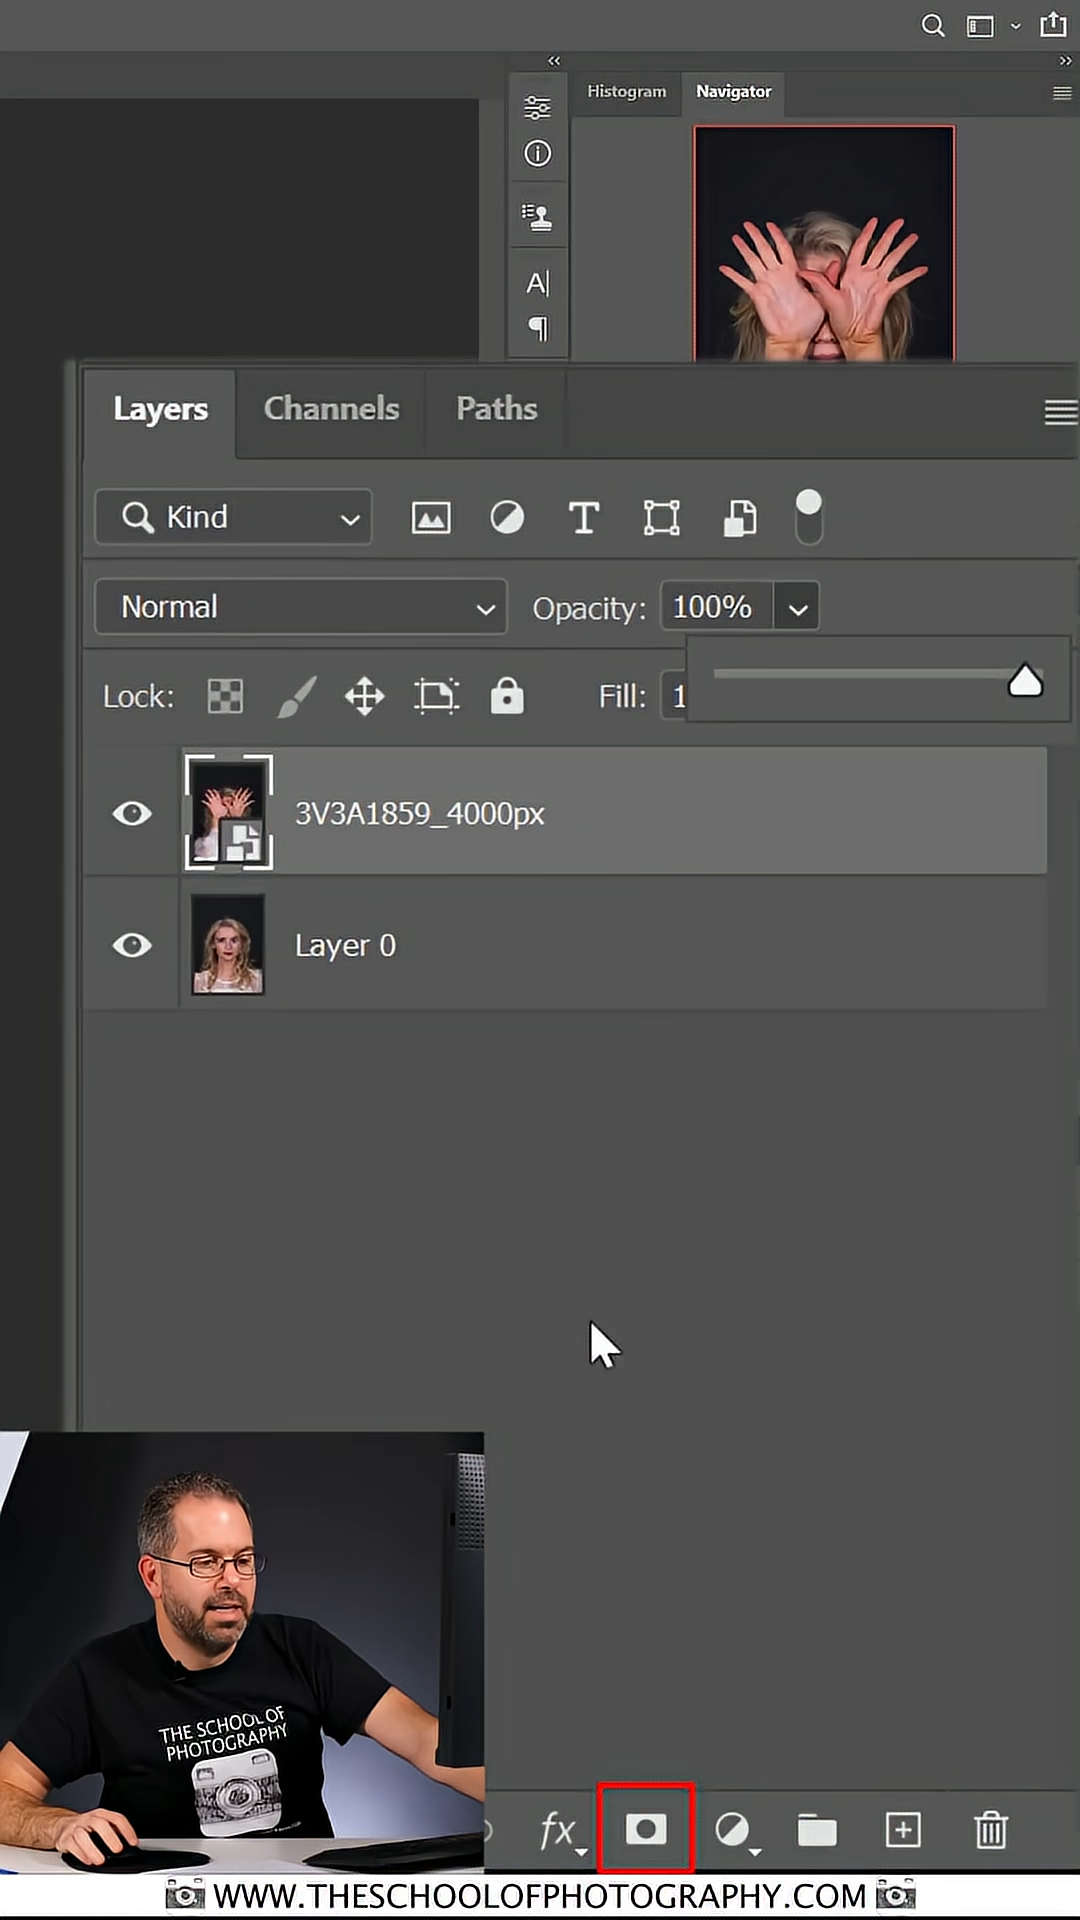 Histogram
Navigator
A|
Layers
Channels
Paths
Kind
T
Normal
Opacity:
100%
Lock:
Fill:
1
3V3A1859_4000px
Layer 0
THE SCHOOL OF
PHOTOGRAPHY
fx
WWW.THESCHOOLOFPHOTOGRAPHY.COM